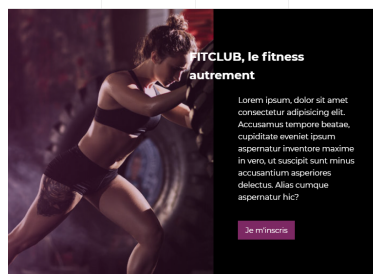 FITCLUB, le fitness
autrement
Lorem ipsum, dolor sit amet
consectetur adipisicing elit.
Accusamus tempore beatae,
cupiditate eveniet ipsum
aspernatur inventore maxime
in vero, ut suscipit sunt minus
accusantium asperiores
delectus. Alias cumque
aspernatur hic?
Je m'inscris